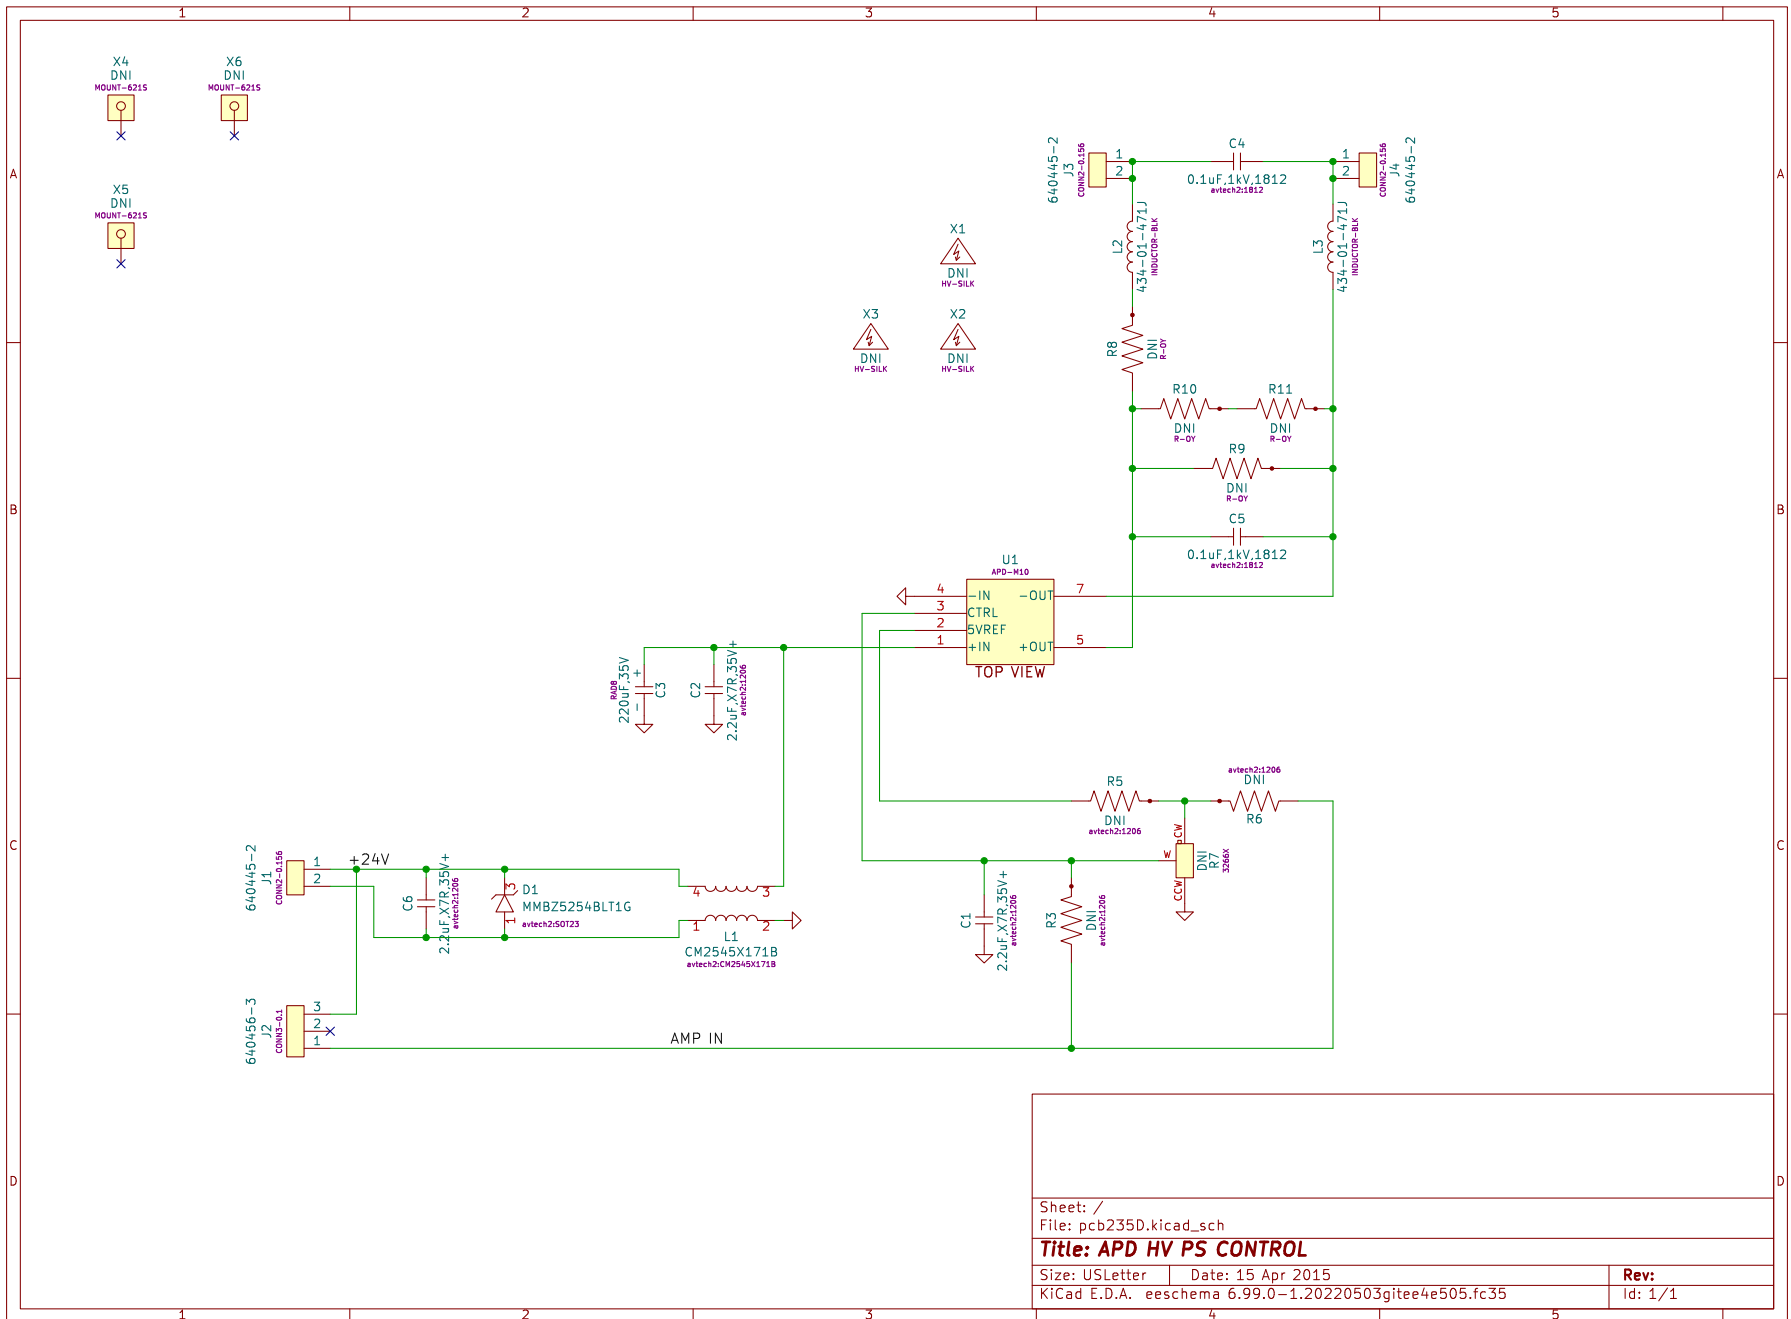 1 2 3 4 5
A
A
B
B
C
C
D
D
X4
DNI
MOUNT-6215
X6
DNI
MOUNT-6215
X5
DNI
MOUNT-6215
X1
DNI
HV-SILK
X3
DNI
HV-SILK
X2
DNI
HV-SILK
640445-2
J3
CONN2-0.156
1
2
C4
0.1uF,1kV,1812
avtech2:1812
1
2
CONN2-0.156
J4
640445-2
L2
434-01-471J
INDUCTOR-BLK
L3
434-01-471J
INDUCTOR-BLK
R8
DNI
R-OY
R10
DNI
R-OY
R11
DNI
R-OY
R9
DNI
R-OY
C5
0.1uF,1kV,1812
avtech2:1812
U1
APD-M10
4 -IN -OUT 7
3 CTRL
2 5VREF
1 +IN +OUT 5
TOP VIEW
RAD8
220uF,35V
+
-
C3
C2
2.2uF,X7R,35V+
avtech2:1206
R5
DNI
avtech2:1206
avtech2:1206
DNI
R6
CW
W
CCW
DNI
R7
3266X
C1
2.2uF,X7R,35V+
avtech2:1206
R3
DNI
avtech2:1206
640445-2
J1
CONN2-0.156
1
2
+24V
C6
2.2uF,X7R,35V+
avtech2:1206
3
1
D1
MMBZ5254BLT1G
avtech2:SOT23
4 3
1 2
L1
CM2545X171B
avtech2:CM2545X171B
640456-3
J2
CONN3-0.1
3
2
1
AMP IN
Sheet: /
File: pcb235D.kicad_sch
Title: APD HV PS CONTROL
Size: USLetter Date: 15 Apr 2015 Rev:
KiCad E.D.A. eeschema 6.99.0-1.20220503gitee4e505.fc35 Id: 1/1
1 2 3 4 5